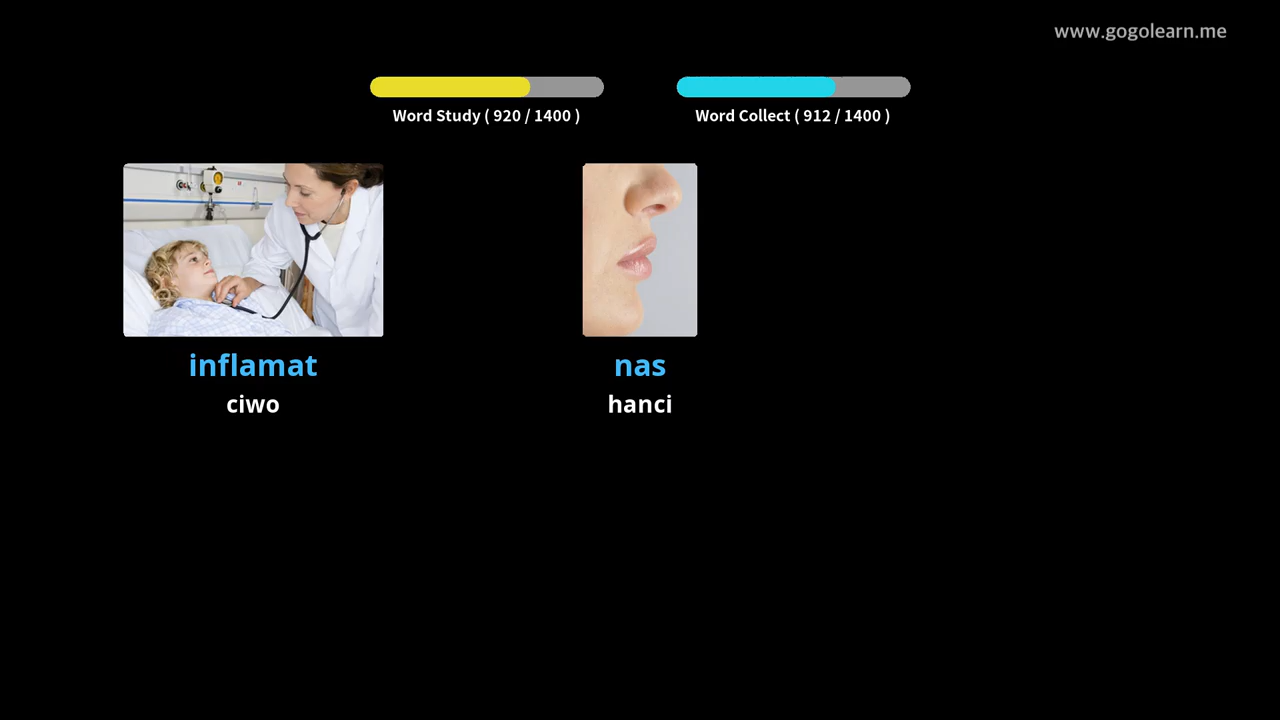 www.gogolearn.me
Word Study ( 920 / 1400 )
Word Collect ( 912 / 1400 )
inflamat
ciwo
nas
hanci